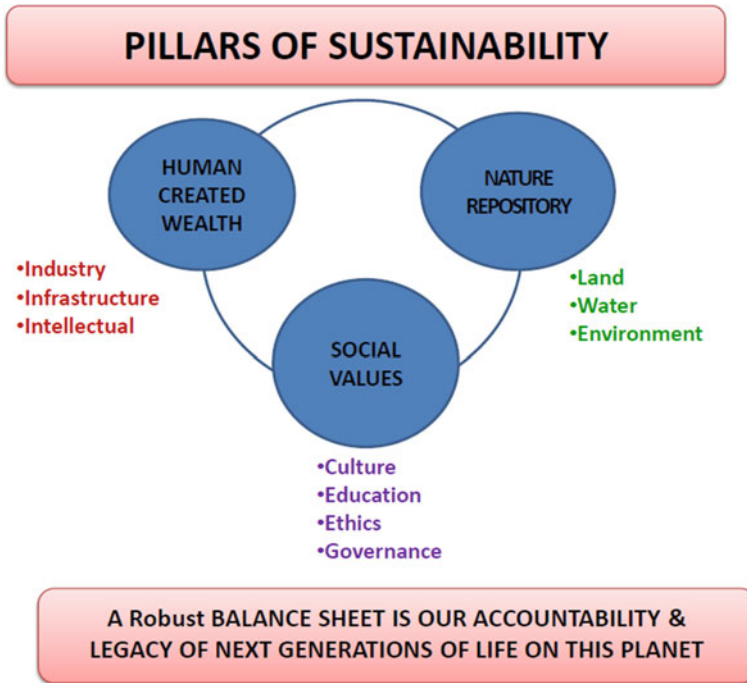 PILLARS OF SUSTAINABILITY
HUMAN
CREATED
WEALTH
NATURE
REPOSITORY
•Industry
•Infrastructure
•Intellectual
•Land
•Water
•Environment
SOCIAL
VALUES
•Culture
•Education
•Ethics
•Governance
A Robust BALANCE SHEET IS OUR ACCOUNTABILITY &
LEGACY OF NEXT GENERATIONS OF LIFE ON THIS PLANET